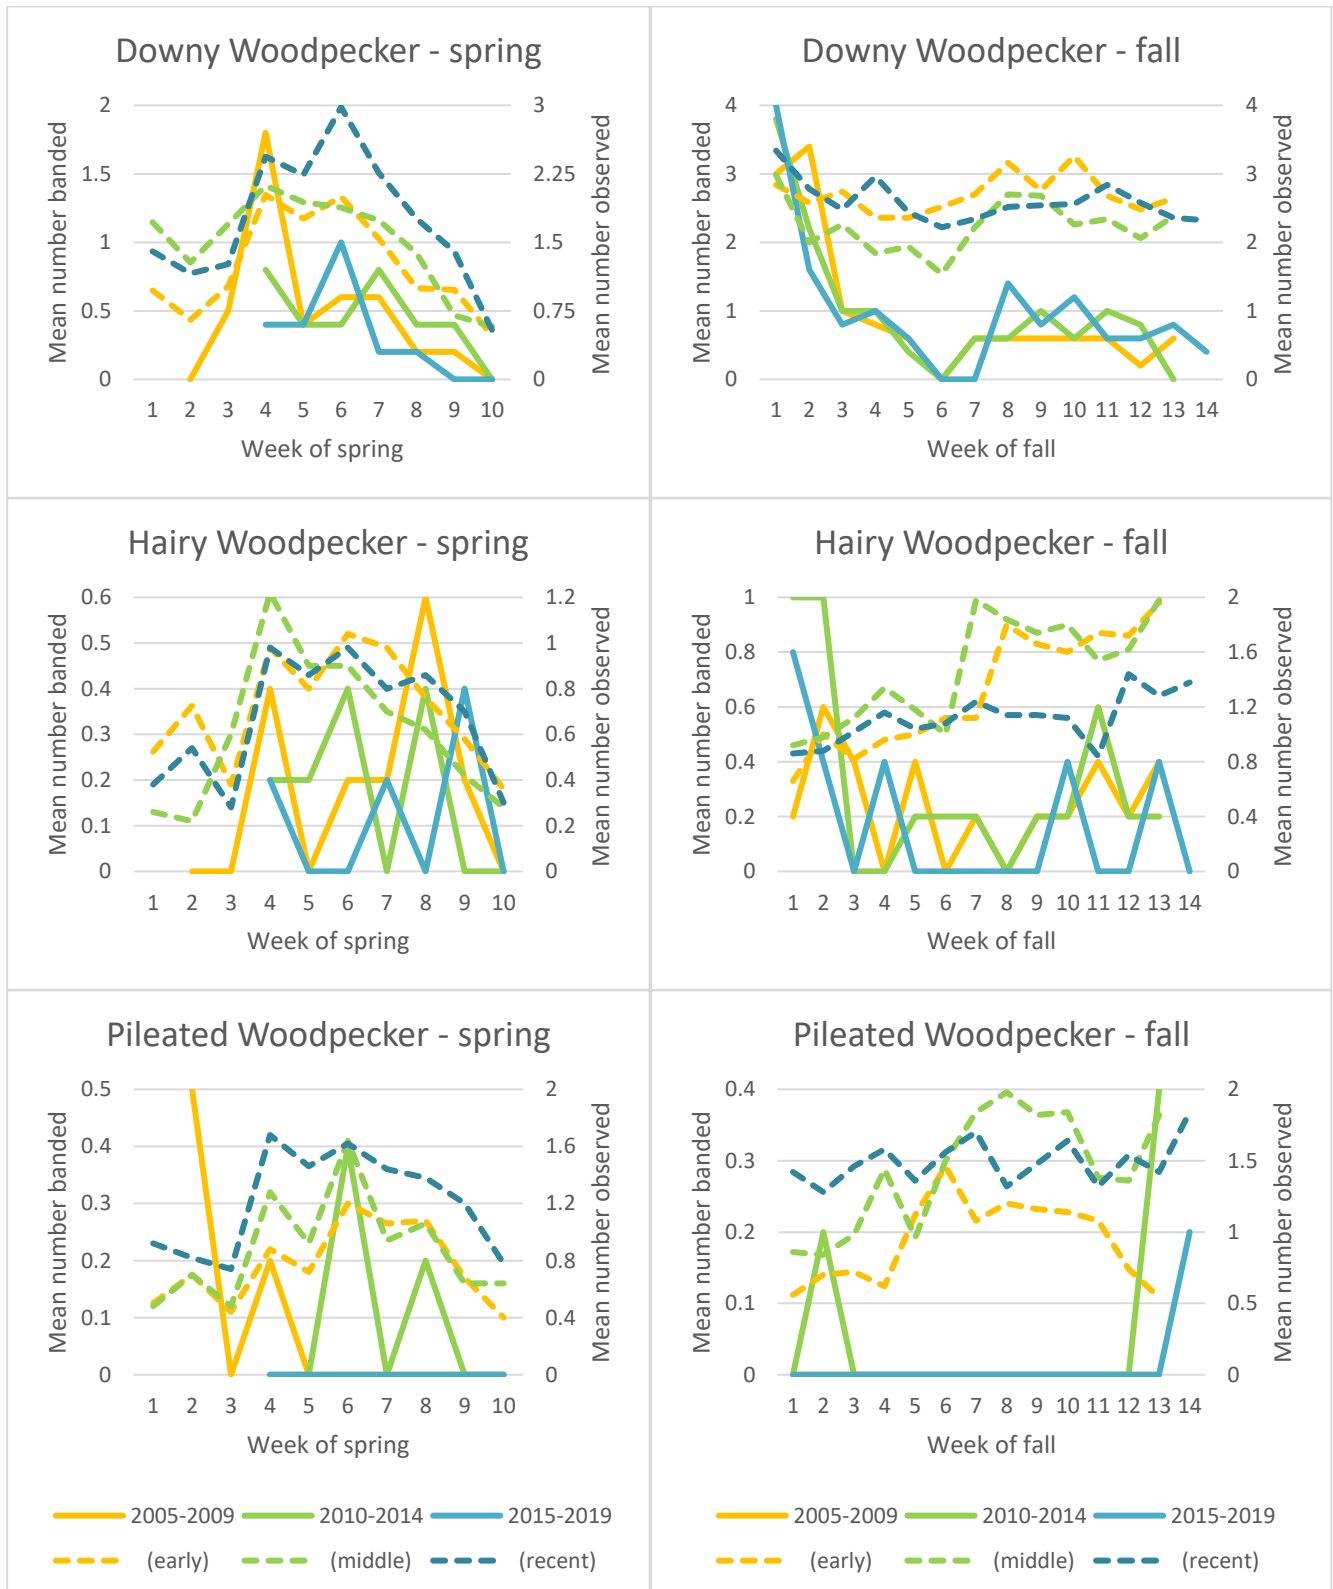 Downy Woodpecker - spring
Mean number banded
2
1.5
1
0.5
0
3
2.25
1.5
0.75
0
Mean number observed
1 2 3 4 5 6 7 8 9 10
Week of spring
Downy Woodpecker - fall
Mean number banded
4
3
2
1
0
4
3
2
1
0
Mean number observed
1 2 3 4 5 6 7 8 9 10 11 12 13 14
Week of fall
Hairy Woodpecker - spring
Mean number banded
0.6
0.5
0.4
0.3
0.2
0.1
0
1.2
1
0.8
0.6
0.4
0.2
0
Mean number observed
1 2 3 4 5 6 7 8 9 10
Week of spring
Hairy Woodpecker - fall
Mean number banded
1
0.8
0.6
0.4
0.2
0
2
1.6
1.2
0.8
0.4
0
Mean number observed
1 2 3 4 5 6 7 8 9 10 11 12 13 14
Week of fall
Pileated Woodpecker - spring
Mean number banded
0.5
0.4
0.3
0.2
0.1
0
2
1.6
1.2
0.8
0.4
0
Mean number observed
1 2 3 4 5 6 7 8 9 10
Week of spring
2005-2009 2010-2014 2015-2019
(early) (middle) (recent)
Pileated Woodpecker - fall
Mean number banded
0.4
0.3
0.2
0.1
0
2
1.5
1
0.5
0
Mean number observed
1 2 3 4 5 6 7 8 9 10 11 12 13 14
Week of fall
2005-2009 2010-2014 2015-2019
(early) (middle) (recent)